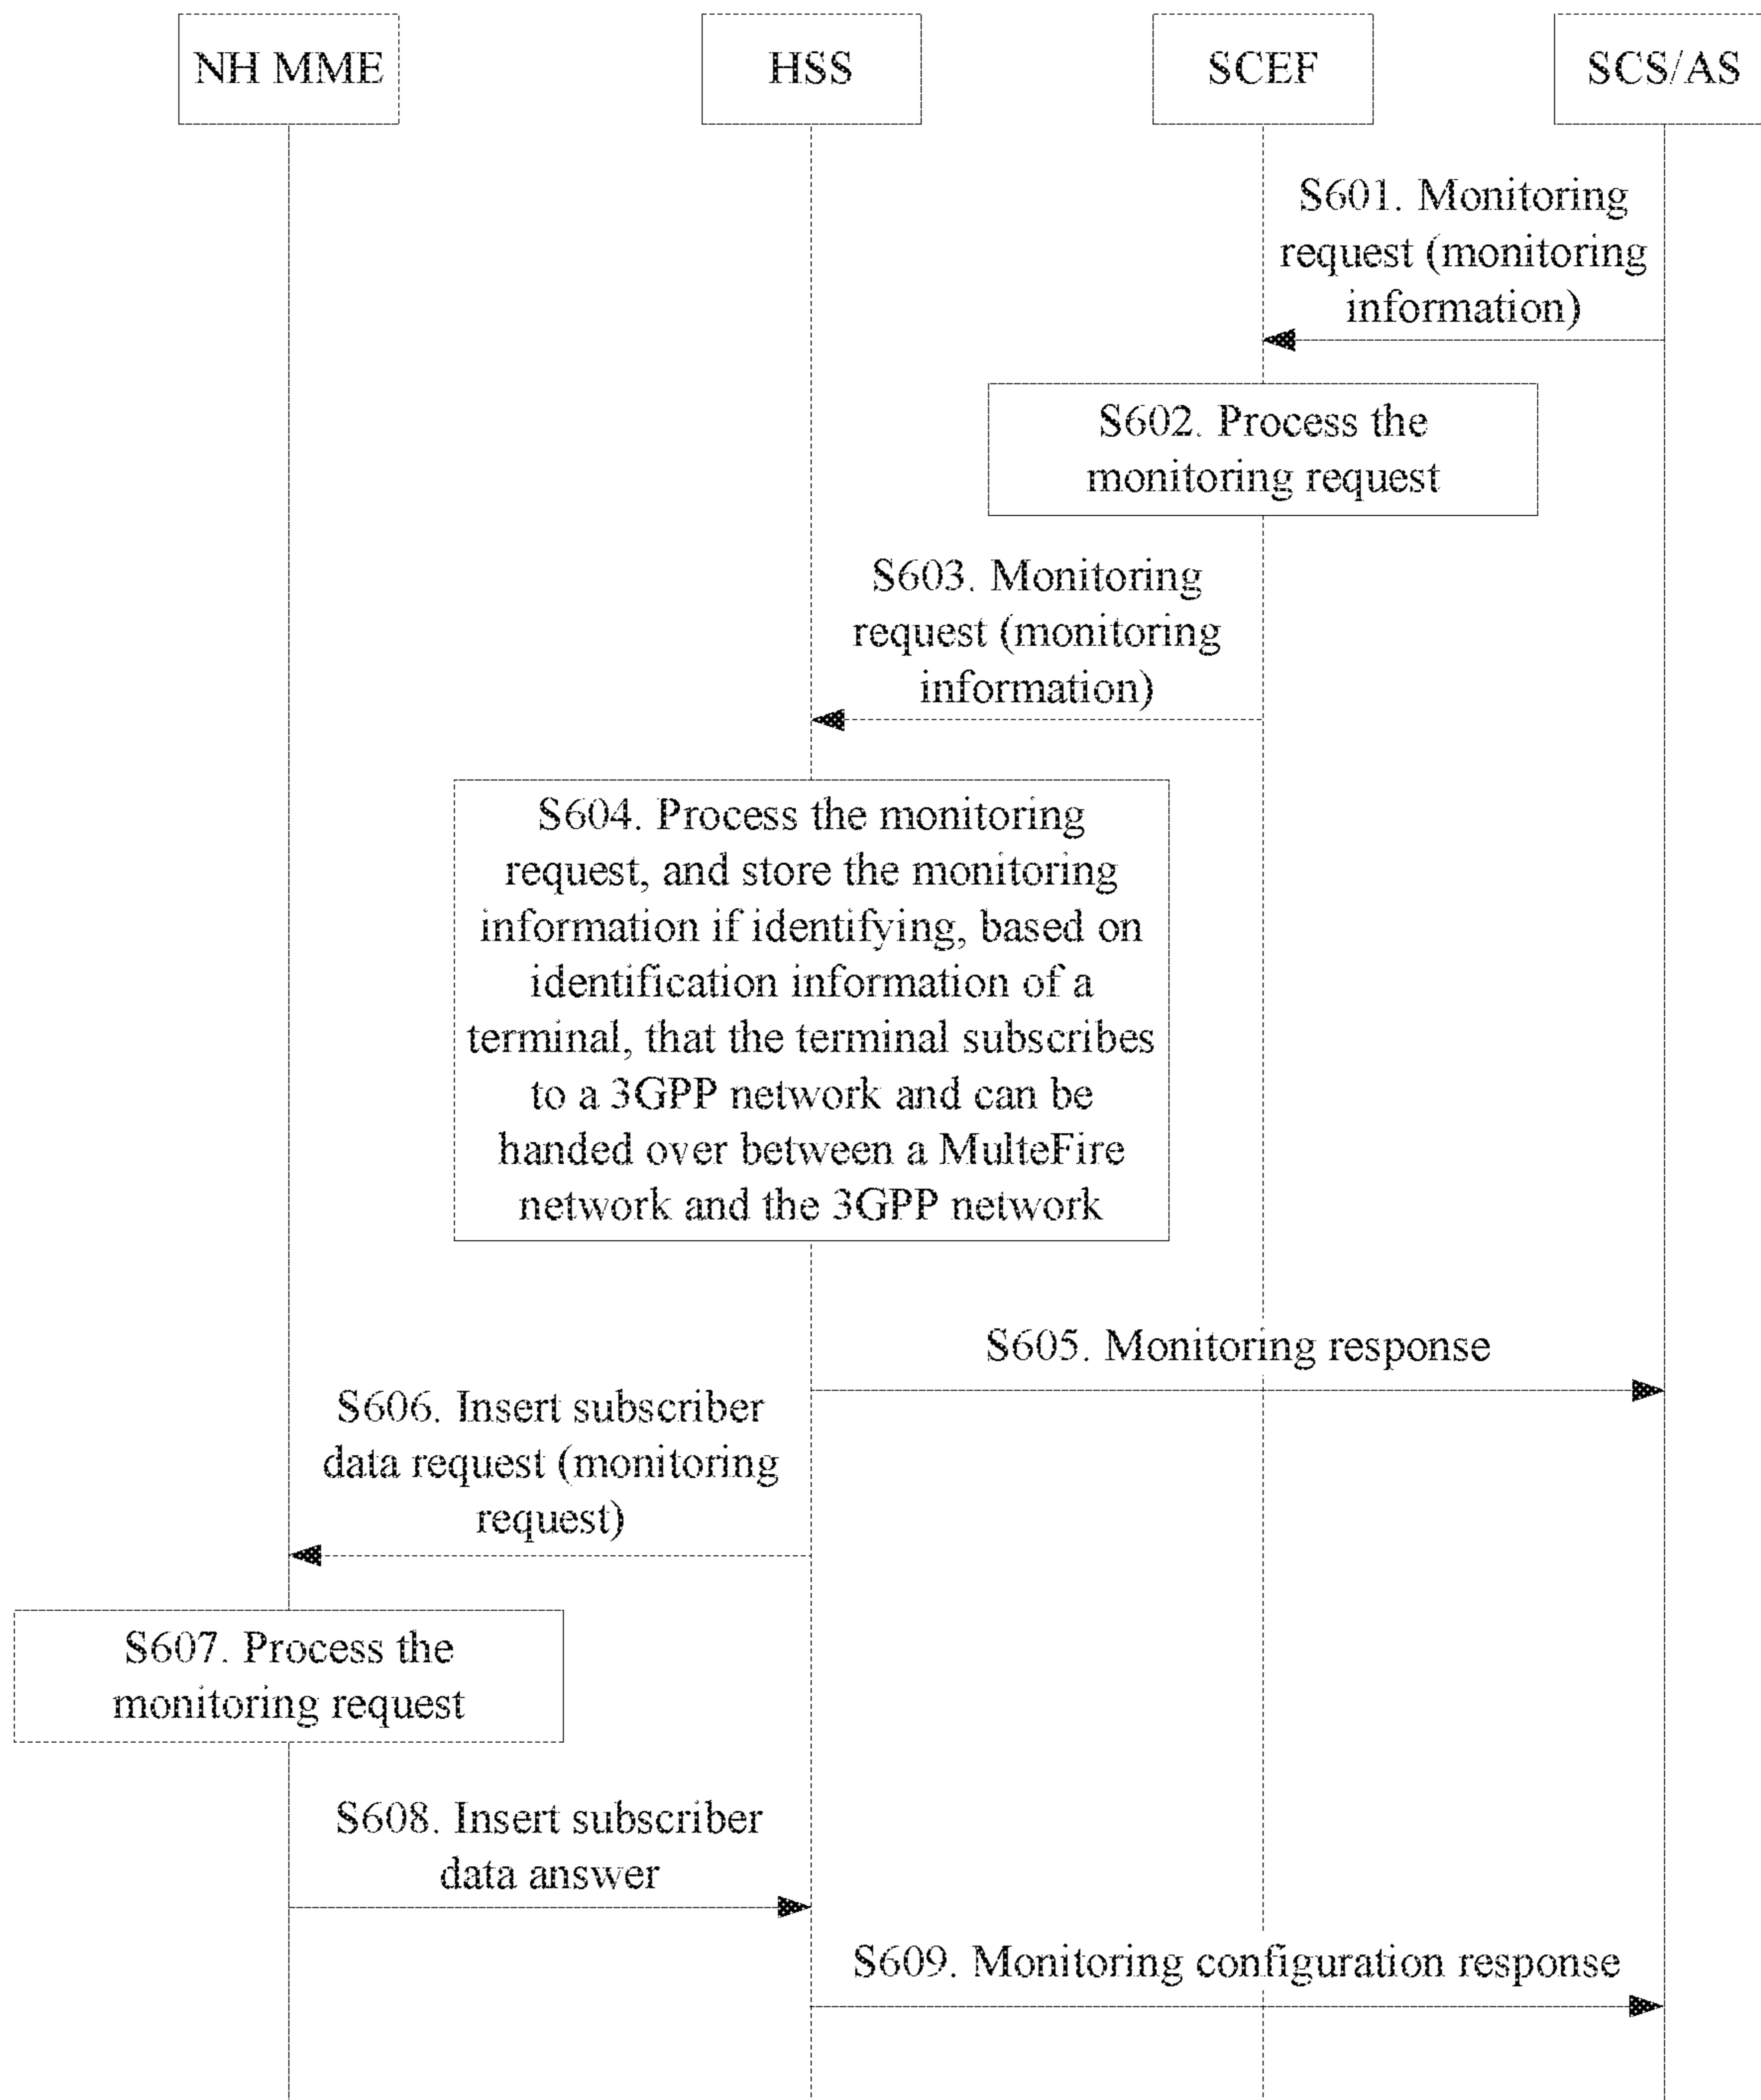 NH MME
HSS
SCEF
SCS/AS
S601. Monitoring
request (monitoring
information)
S602. Process the
monitoring request
S603. Monitoring
request (monitoring
information)
S604. Process the monitoring
request, and store the monitoring
information if identifying, based on
identification information of a
terminal, that the terminal subscribes
to a 3GPP network and can be
handed over between a MulteFire
network and the 3GPP network
S605. Monitoring response
S606. Insert subscriber
data request (monitoring
request)
S607. Process the
monitoring request
S608. Insert subscriber
data answer
S609. Monitoring configuration response